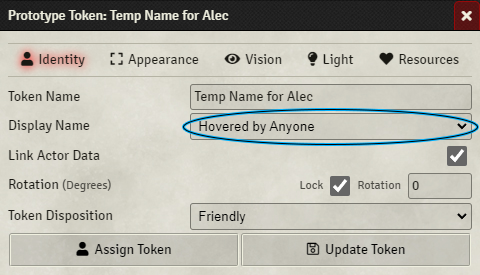 Prototype Token: Temp Name for Alec
Identity Appearance Vision Light Resources
Token Name Temp Name for Alec
Display Name Hovered by Anyone
Link Actor Data
Rotation (Degrees) Lock Rotation 0
Token Disposition Friendly
Assign Token Update Token